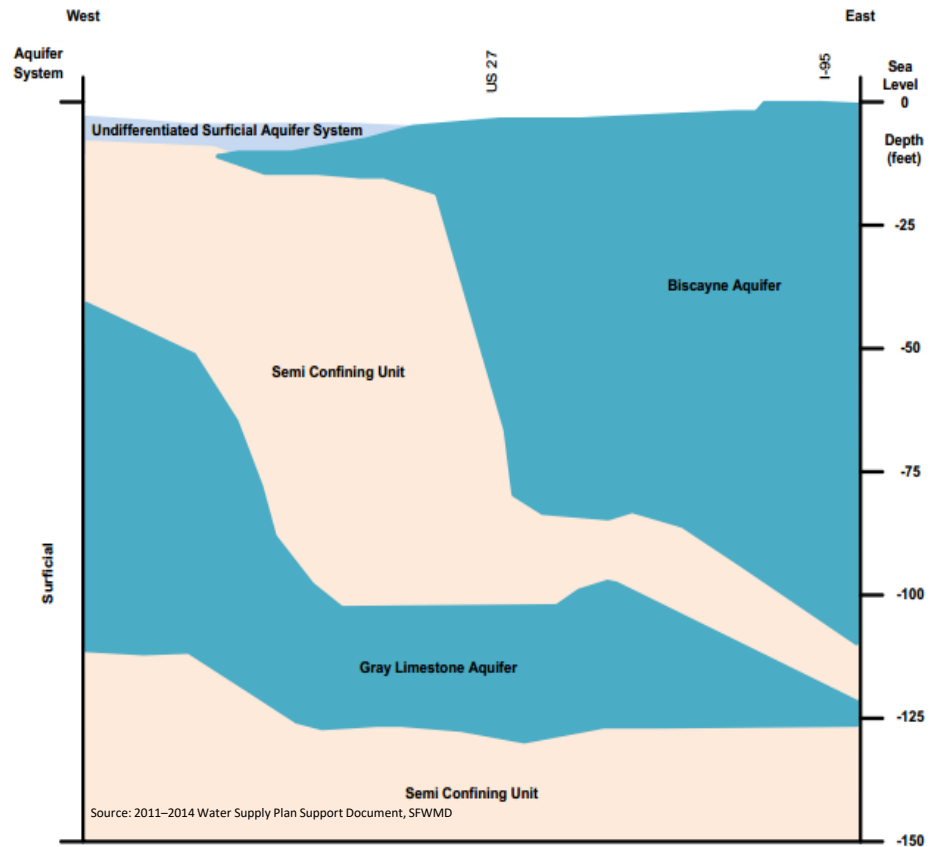 West
East
Aquifer
System
US 27
I-95
Sea
Level
0
Undifferentiated Surficial Aquifer System
Depth
(feet)
-25
Biscayne Aquifer
-50
Semi Confining Unit
-75
Surficial
-100
Gray Limestone Aquifer
-125
Semi Confining Unit
Source: 2011–2014 Water Supply Plan Support Document, SFWMD
-150